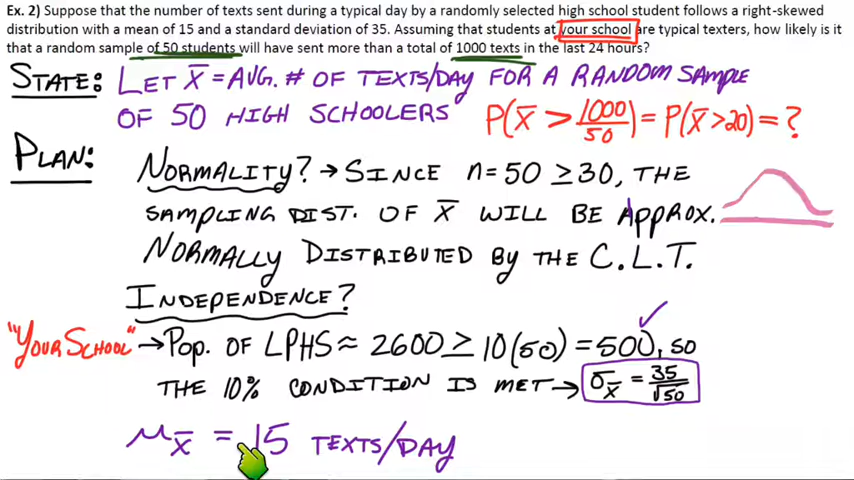 Ex. 2) Suppose that the number of texts sent during a typical day by a randomly selected high school student follows a right-skewed
distribution with a mean of 15 and a standard deviation of 35. Assuming that students at your school are typical texters, how likely is it
that a random sample of 50 students will have sent more than a total of 1000 texts in the last 24 hours?
STATE: LET x̄ = AVG. # OF TEXTS/DAY FOR A RANDOM SAMPLE
OF 50 HIGH SCHOOLERS P(x̄ > 1000/50) = P(x̄>20) = ?
PLAN:
NORMALITY? → SINCE n=50 ≥30, THE
SAMPLING DIST. OF x̄ WILL BE APPROX.
NORMALLY DISTRIBUTED BY THE C.L.T.
INDEPENDENCE?
"YOUR SCHOOL" → POP. OF LPHS ≈ 2600 ≥ 10(50) = 500, SO
THE 10% CONDITION IS MET → σx̄ = 35/√50
μx̄ = 15 TEXTS/DAY